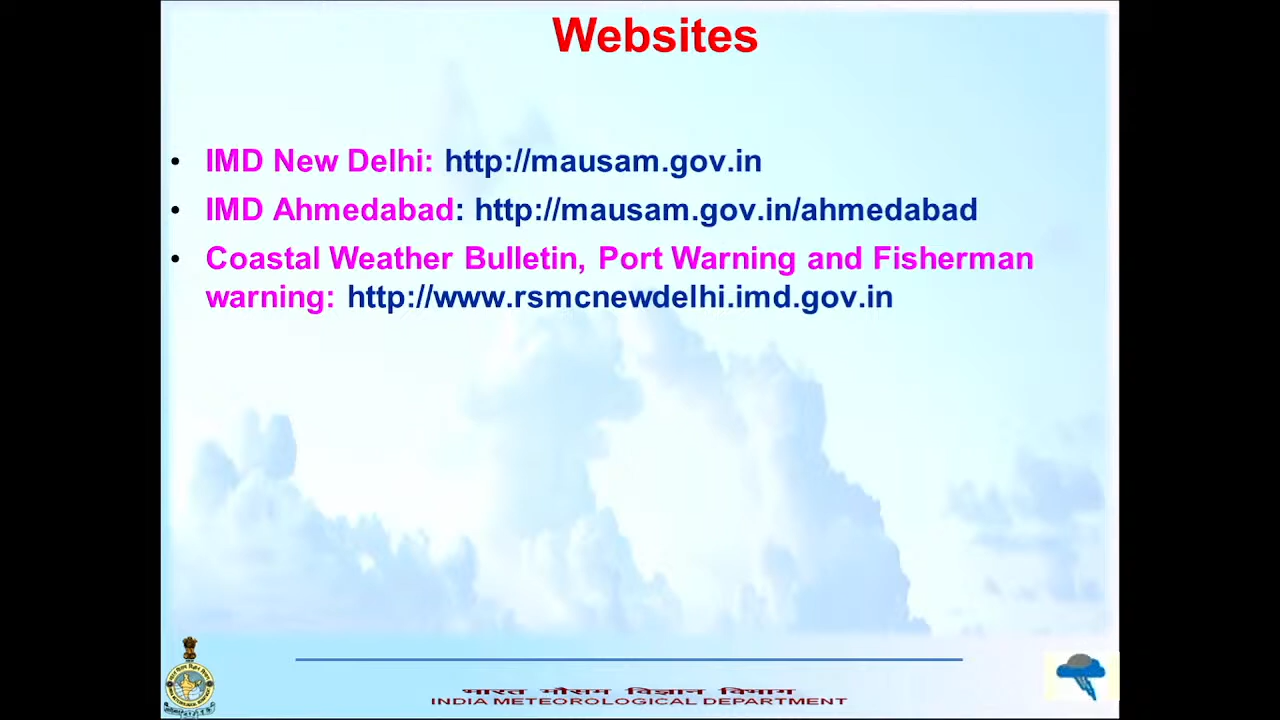 Websites
• IMD New Delhi: http://mausam.gov.in
• IMD Ahmedabad: http://mausam.gov.in/ahmedabad
• Coastal Weather Bulletin, Port Warning and Fisherman
warning: http://www.rsmcnewdelhi.imd.gov.in
भारत मौसम विज्ञान विभाग
INDIA METEOROLOGICAL DEPARTMENT